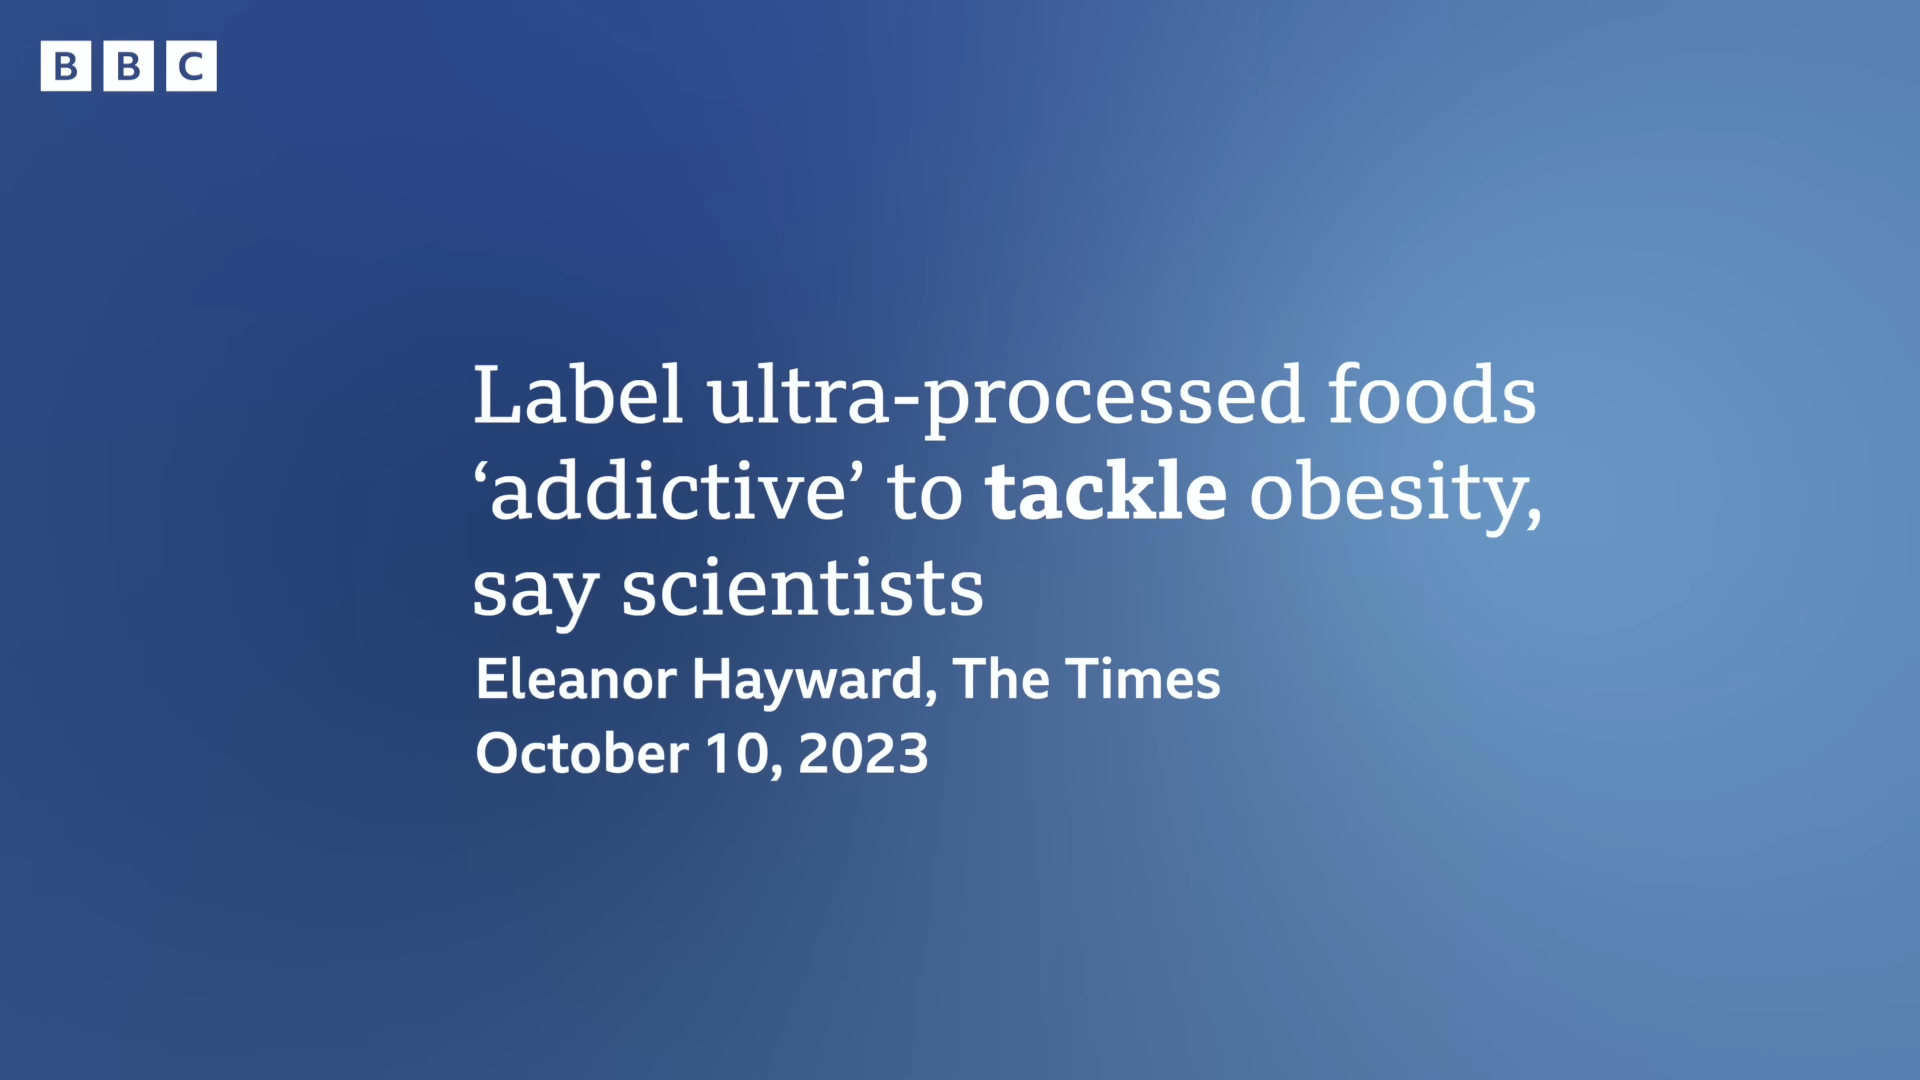 BBC
Label ultra-processed foods
‘addictive’ to tackle obesity,
say scientists
Eleanor Hayward, The Times
October 10, 2023